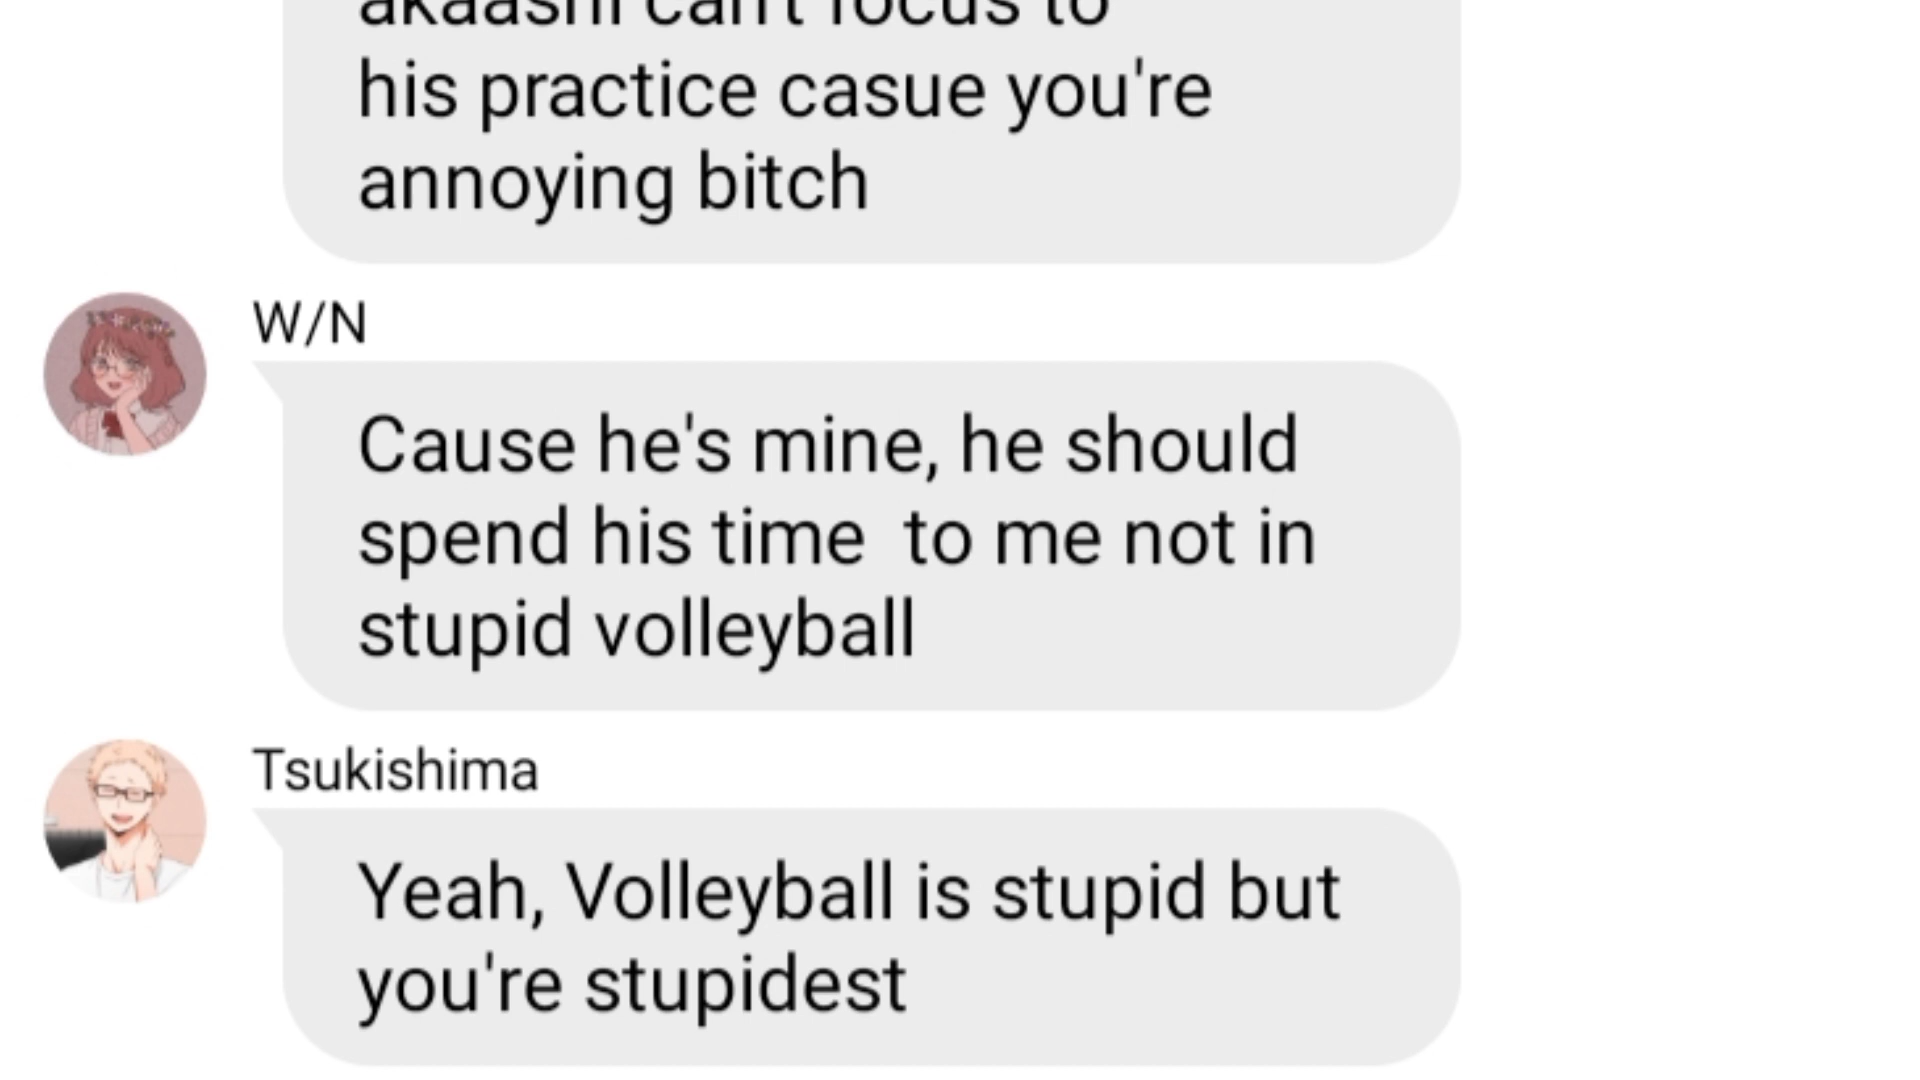 akaashi can't focus to
his practice casue you're
annoying bitch
W/N
Cause he's mine, he should
spend his time  to me not in
stupid volleyball
Tsukishima
Yeah, Volleyball is stupid but
you're stupidest